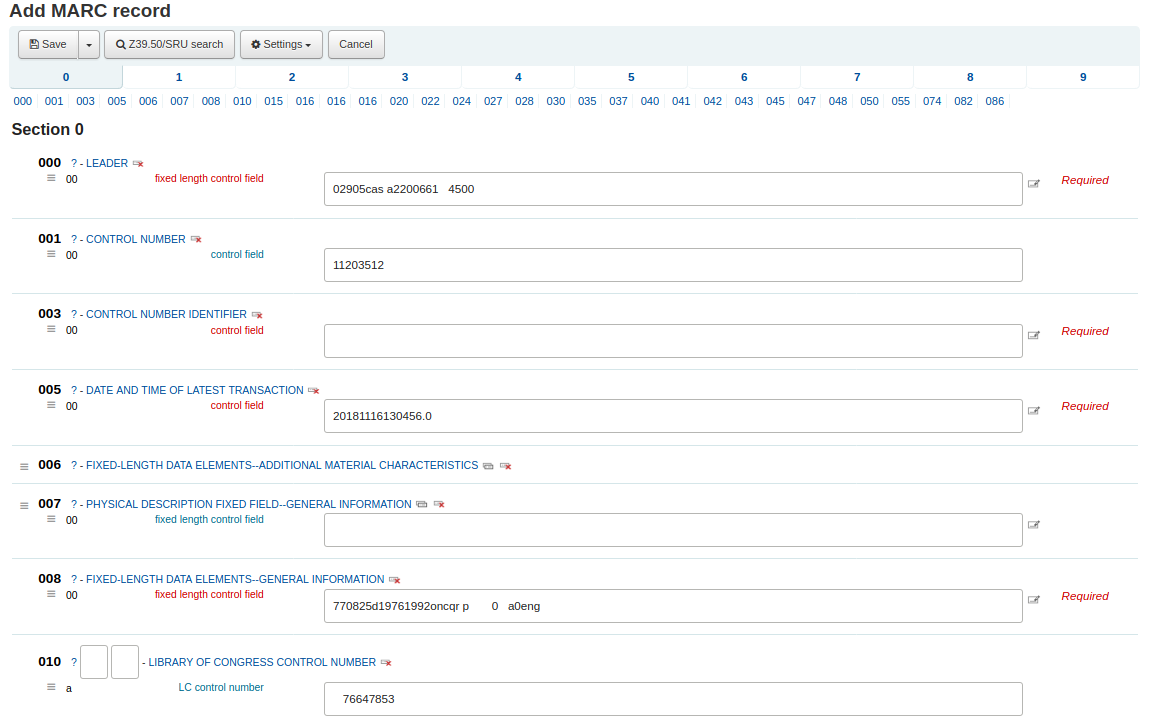 Add MARC record
Save Z39.50/SRU search Settings Cancel
0 1 2 3 4 5 6 7 8 9
000 001 003 005 006 007 008 010 015 016 016 016 020 022 024 027 028 030 035 037 040 041 042 043 045 047 048 050 055 074 082 086
Section 0
000 ? - LEADER
00 fixed length control field
02905cas a2200661   4500
Required
001 ? - CONTROL NUMBER
00 control field
11203512
003 ? - CONTROL NUMBER IDENTIFIER
00 control field
Required
005 ? - DATE AND TIME OF LATEST TRANSACTION
00 control field
20181116130456.0
Required
006 ? - FIXED-LENGTH DATA ELEMENTS--ADDITIONAL MATERIAL CHARACTERISTICS
007 ? - PHYSICAL DESCRIPTION FIXED FIELD--GENERAL INFORMATION
00 fixed length control field
008 ? - FIXED-LENGTH DATA ELEMENTS--GENERAL INFORMATION
00 fixed length control field
770825d19761992oncqr p       0   a0eng
Required
010 ? - LIBRARY OF CONGRESS CONTROL NUMBER
a LC control number
76647853